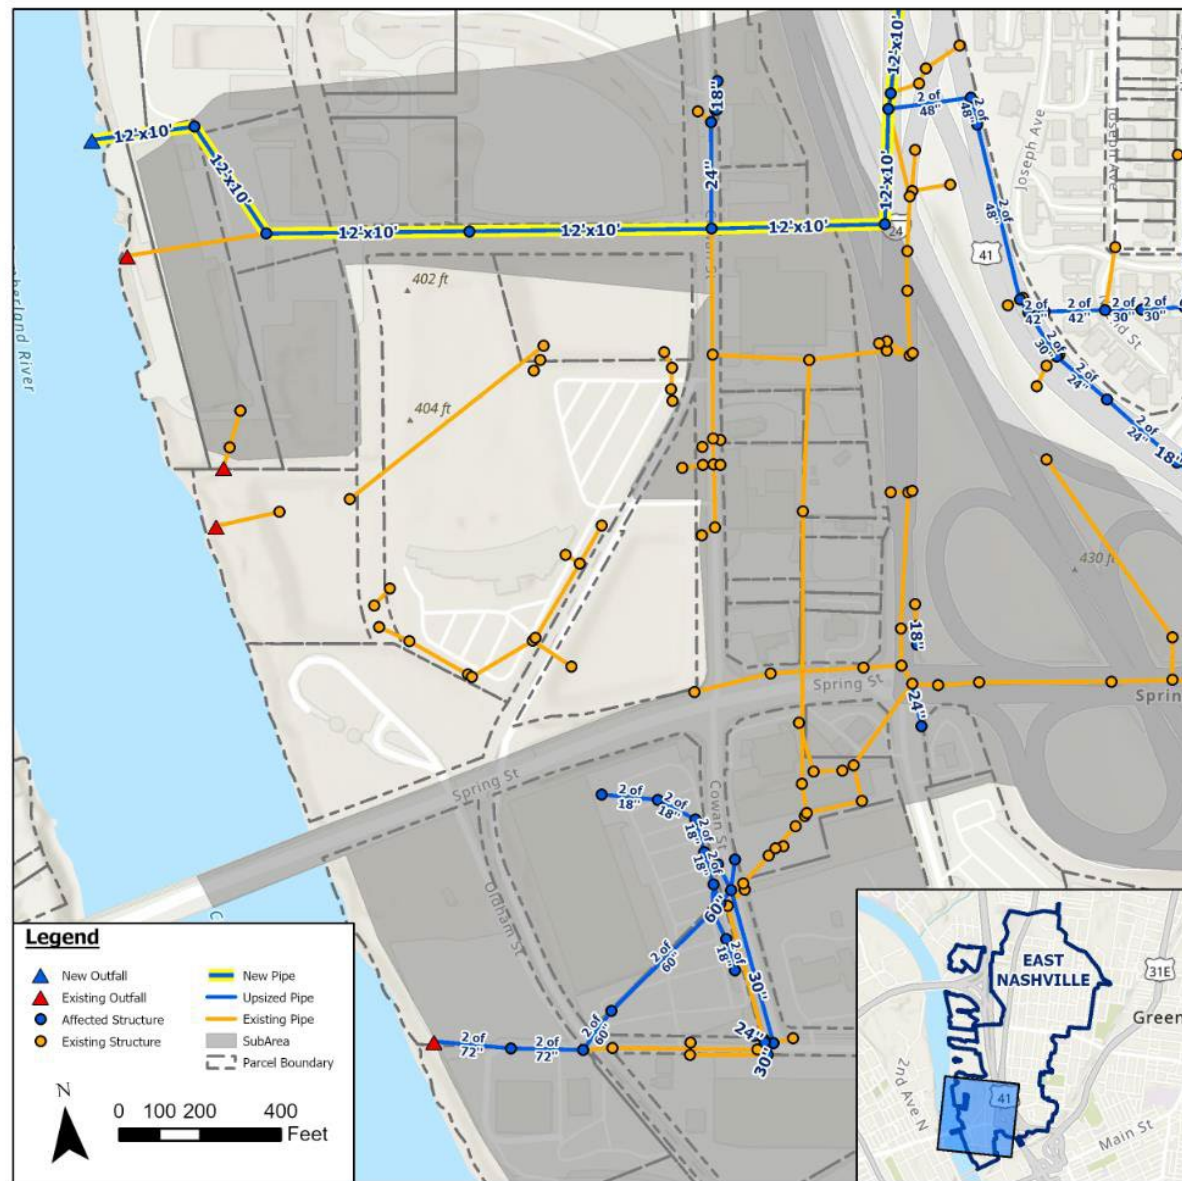 12'x10'
18"
2 of
48"
2 of
48"
Joseph Ave
Joseph Ave
12'x10'
12'x10'
24"
12'x10'
2 of
48"
12'x10'
12'x10'
12'x10'
24
41
402 ft
2 of
42"
2 of
42"
2 of
30"
2 of
30"
2 of
30"
2 of
24"
404 ft
2 of
24"
18"
430 ft
18"
Spring St
24"
Spring St
Cowan St
2 of
18"
2 of
18"
2 of
18"
2 of
18"
60"
Oldham St
2 of
60"
2 of
18"
30"
2 of
60"
24"
30"
2 of
72"
2 of
72"
Legend
New Outfall
Existing Outfall
Affected Structure
Existing Structure
New Pipe
Upsized Pipe
Existing Pipe
SubArea
Parcel Boundary
N
0 100 200 400
Feet
EAST
NASHVILLE
31E
Green
41
2nd Ave N
Main St